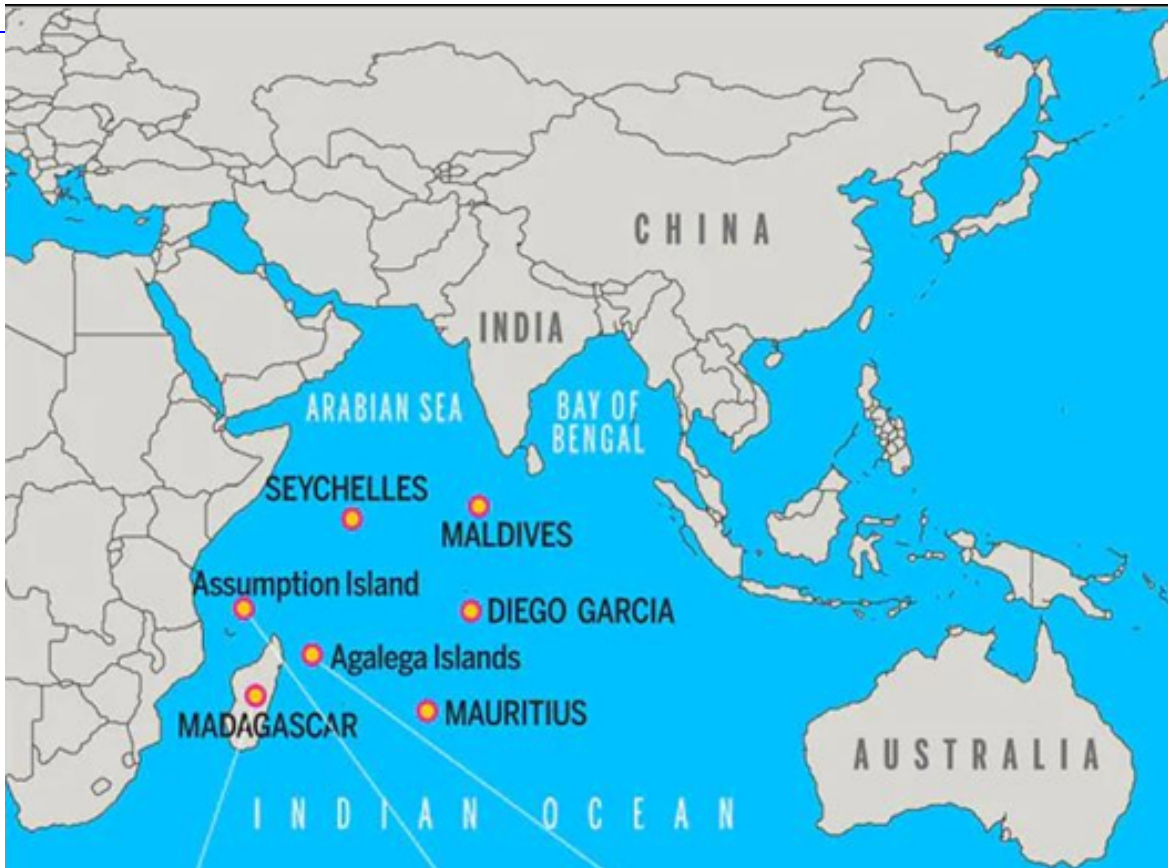 CHINA
INDIA
ARABIAN SEA
BAY OF
BENGAL
SEYCHELLES
MALDIVES
Assumption Island
DIEGO GARCIA
Agalega Islands
MADAGASCAR
MAURITIUS
AUSTRALIA
INDIAN OCEAN